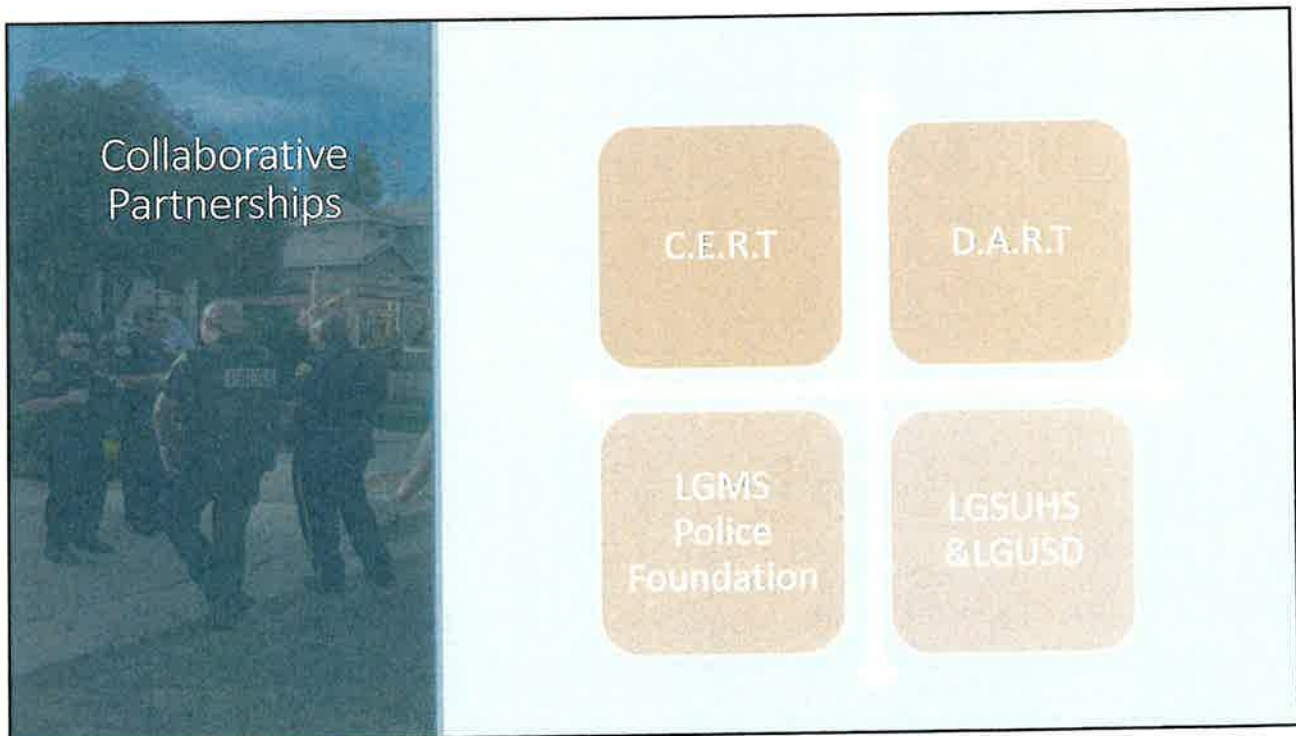 Collaborative
Partnerships
C.E.R.T
D.A.R.T
LGMS
Police
Foundation
LGSUHS
&LGUSD